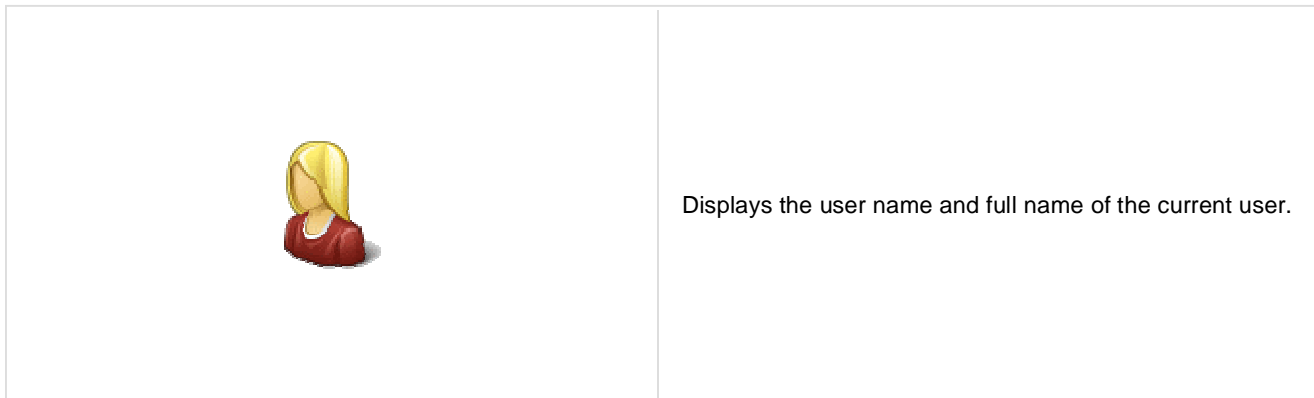 Displays the user name and full name of the current user.